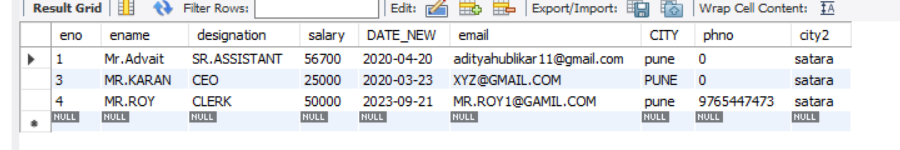 Result Grid Filter Rows: Edit: Export/Import: Wrap Cell Content: IA
eno ename designation salary DATE_NEW email CITY phno city2
1 Mr.Advait SR.ASSISTANT 56700 2020-04-20 adityahublikar11@gmail.com pune 0 satara
3 MR.KARAN CEO 25000 2020-03-23 XYZ@GMAIL.COM PUNE 0 satara
4 MR.ROY CLERK 50000 2023-09-21 MR.ROY1@GAMIL.COM pune 9765447473 satara
NULL NULL NULL NULL NULL NULL NULL NULL NULL